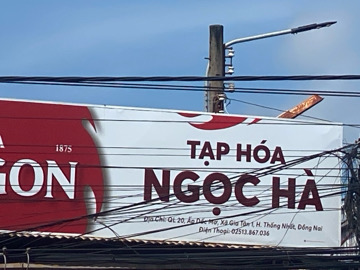 1875
GON
TẠP HÓA
NGỌC HÀ
Địa Chỉ: QL 20, Ấp Dốc Mơ, Xã Gia Tân 1, H. Thống Nhất, Đồng Nai
Điện Thoại: 02513.867.036